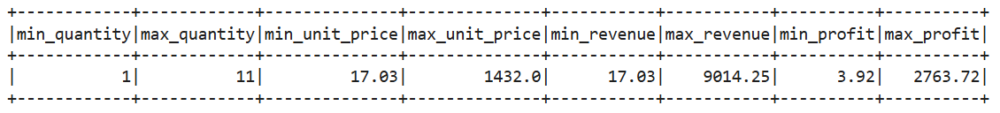 +------------+------------+--------------+--------------+-----------+-----------+----------+----------+
|min_quantity|max_quantity|min_unit_price|max_unit_price|min_revenue|max_revenue|min_profit|max_profit|
+------------+------------+--------------+--------------+-----------+-----------+----------+----------+
|           1|          11|         17.03|        1432.0|      17.03|    9014.25|      3.92|   2763.72|
+------------+------------+--------------+--------------+-----------+-----------+----------+----------+